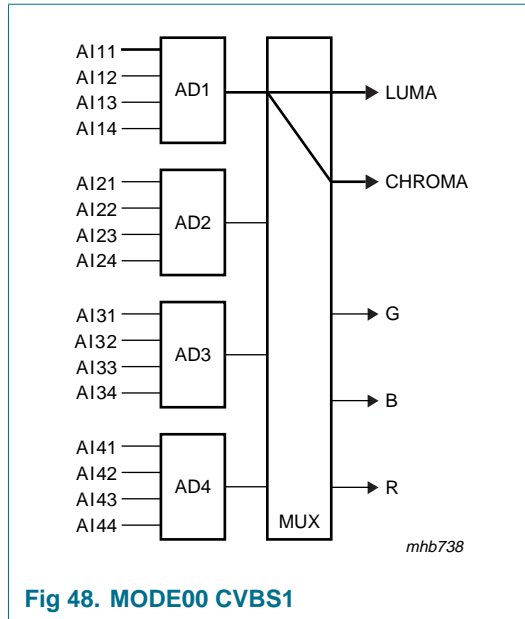 AI11
AI12
AI13
AI14
AD1
LUMA
CHROMA
AI21
AI22
AI23
AI24
AD2
AI31
AI32
AI33
AI34
AD3
G
B
AI41
AI42
AI43
AI44
AD4
R
MUX
mhb738
Fig 48. MODE00 CVBS1